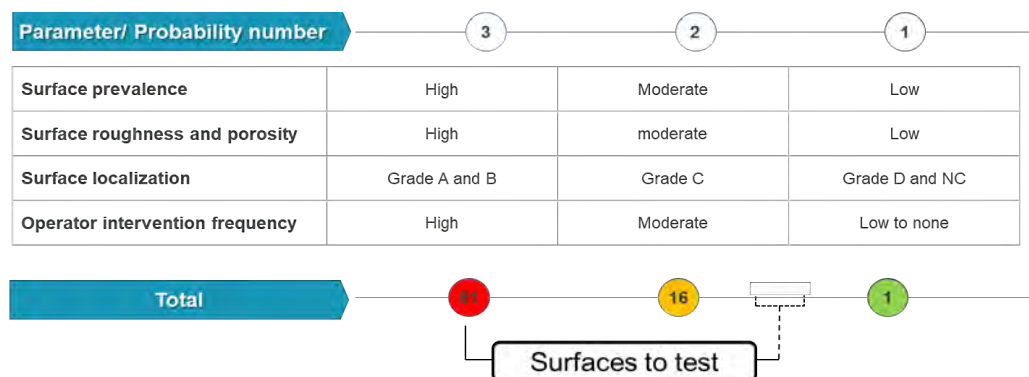 Parameter/ Probability number 3 2 1
Surface prevalence High Moderate Low
Surface roughness and porosity High moderate Low
Surface localization Grade A and B Grade C Grade D and NC
Operator intervention frequency High Moderate Low to none
Total 81 16 1
Surfaces to test